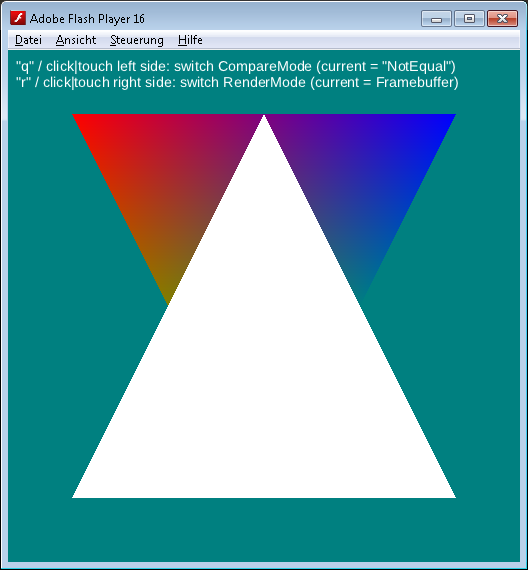 Adobe Flash Player 16
Datei Ansicht Steuerung Hilfe
"q" / click|touch left side: switch CompareMode (current = "NotEqual")
"r" / click|touch right side: switch RenderMode (current = Framebuffer)